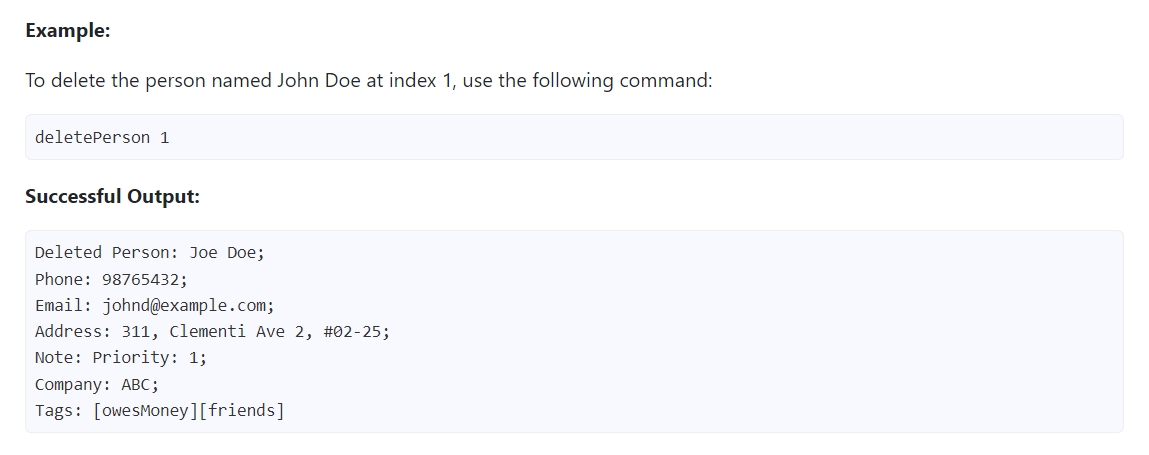 Example:
To delete the person named John Doe at index 1, use the following command:
deletePerson 1
Successful Output:
Deleted Person: Joe Doe;
Phone: 98765432;
Email: johnd@example.com;
Address: 311, Clementi Ave 2, #02-25;
Note: Priority: 1;
Company: ABC;
Tags: [owesMoney][friends]